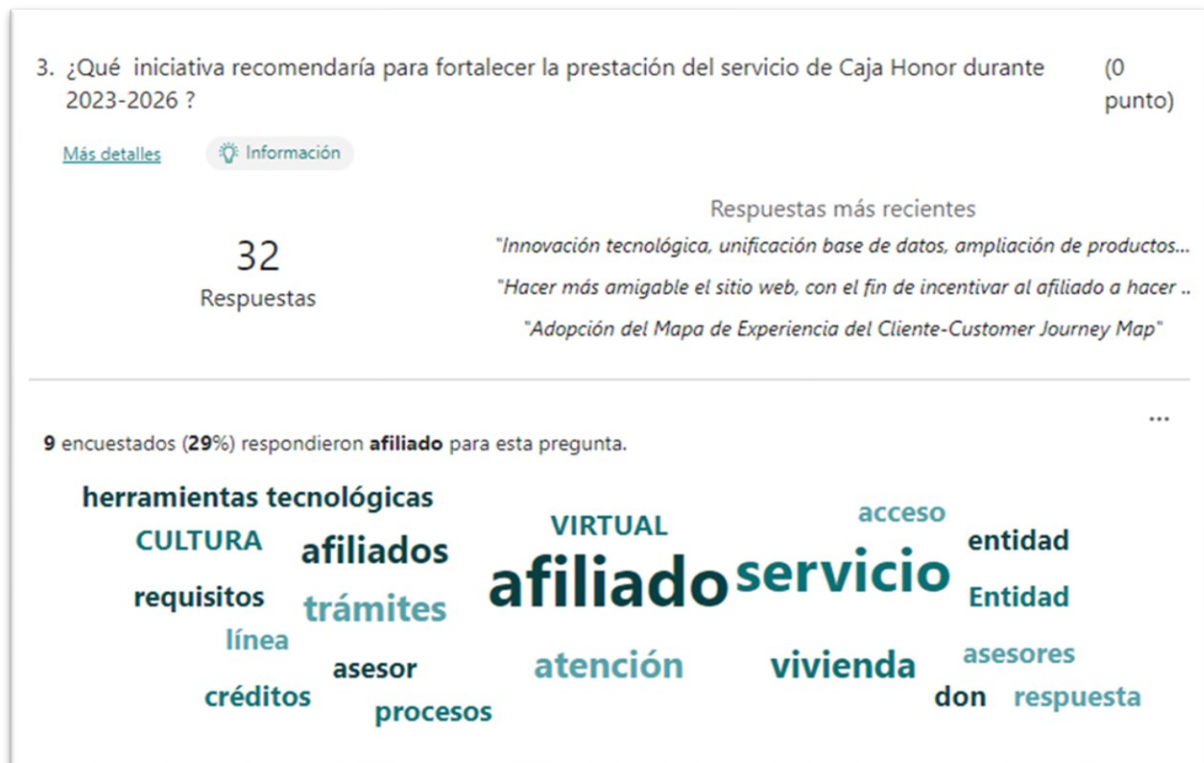 3. ¿Qué iniciativa recomendaría para fortalecer la prestación del servicio de Caja Honor durante 2023-2026 ?
(0 punto)
Más detalles
Información
32
Respuestas
Respuestas más recientes
"Innovación tecnológica, unificación base de datos, ampliación de productos...
"Hacer más amigable el sitio web, con el fin de incentivar al afiliado a hacer ..
"Adopción del Mapa de Experiencia del Cliente-Customer Journey Map"
...
9 encuestados (29%) respondieron afiliado para esta pregunta.
herramientas tecnológicas
CULTURA
afiliados
VIRTUAL
acceso
entidad
requisitos
trámites
afiliado
servicio
Entidad
línea
asesor
atención
vivienda
asesores
créditos
procesos
don
respuesta